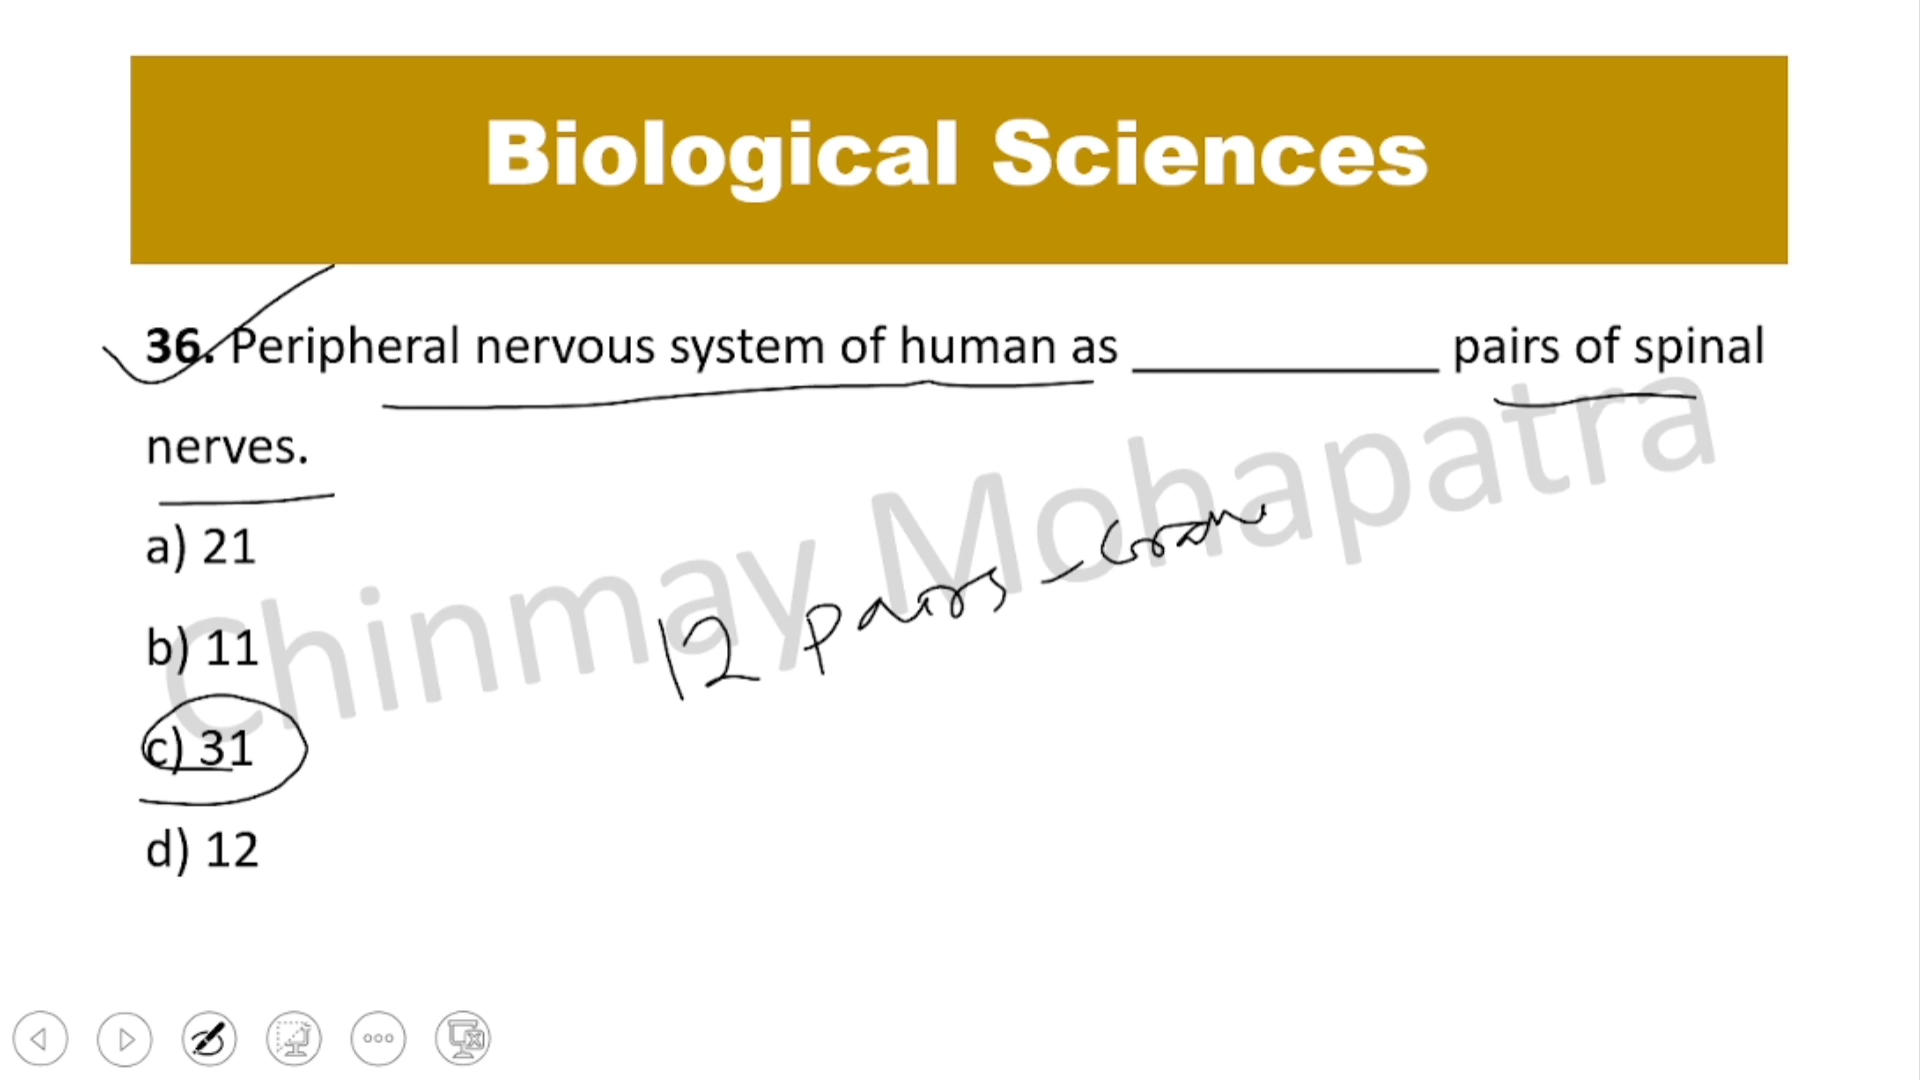 Biological Sciences
36. Peripheral nervous system of human as ____________ pairs of spinal
nerves.
a) 21
b) 11
c) 31
d) 12
12 pairs -
Chinmay Mohapatra